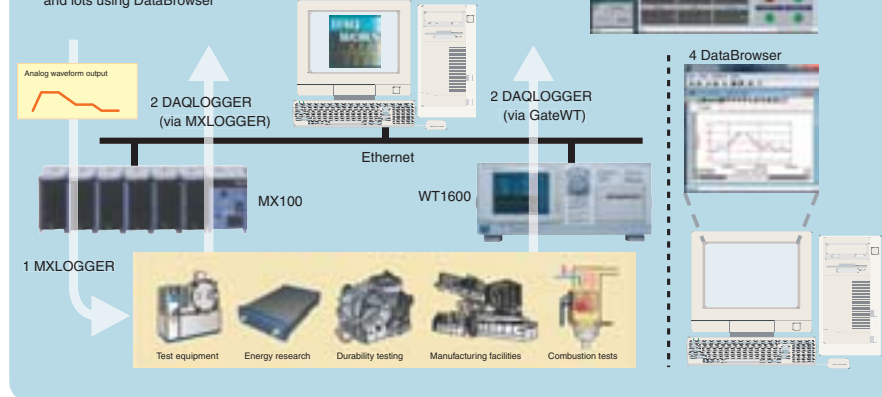 and lots using DataBrowser
Analog waveform output
2 DAQLOGGER
(via MXLOGGER)
2 DAQLOGGER
(via GateWT)
4 DataBrowser
Ethernet
MX100
WT1600
1 MXLOGGER
Test equipment
Energy research
Durability testing
Manufacturing facilities
Combustion tests